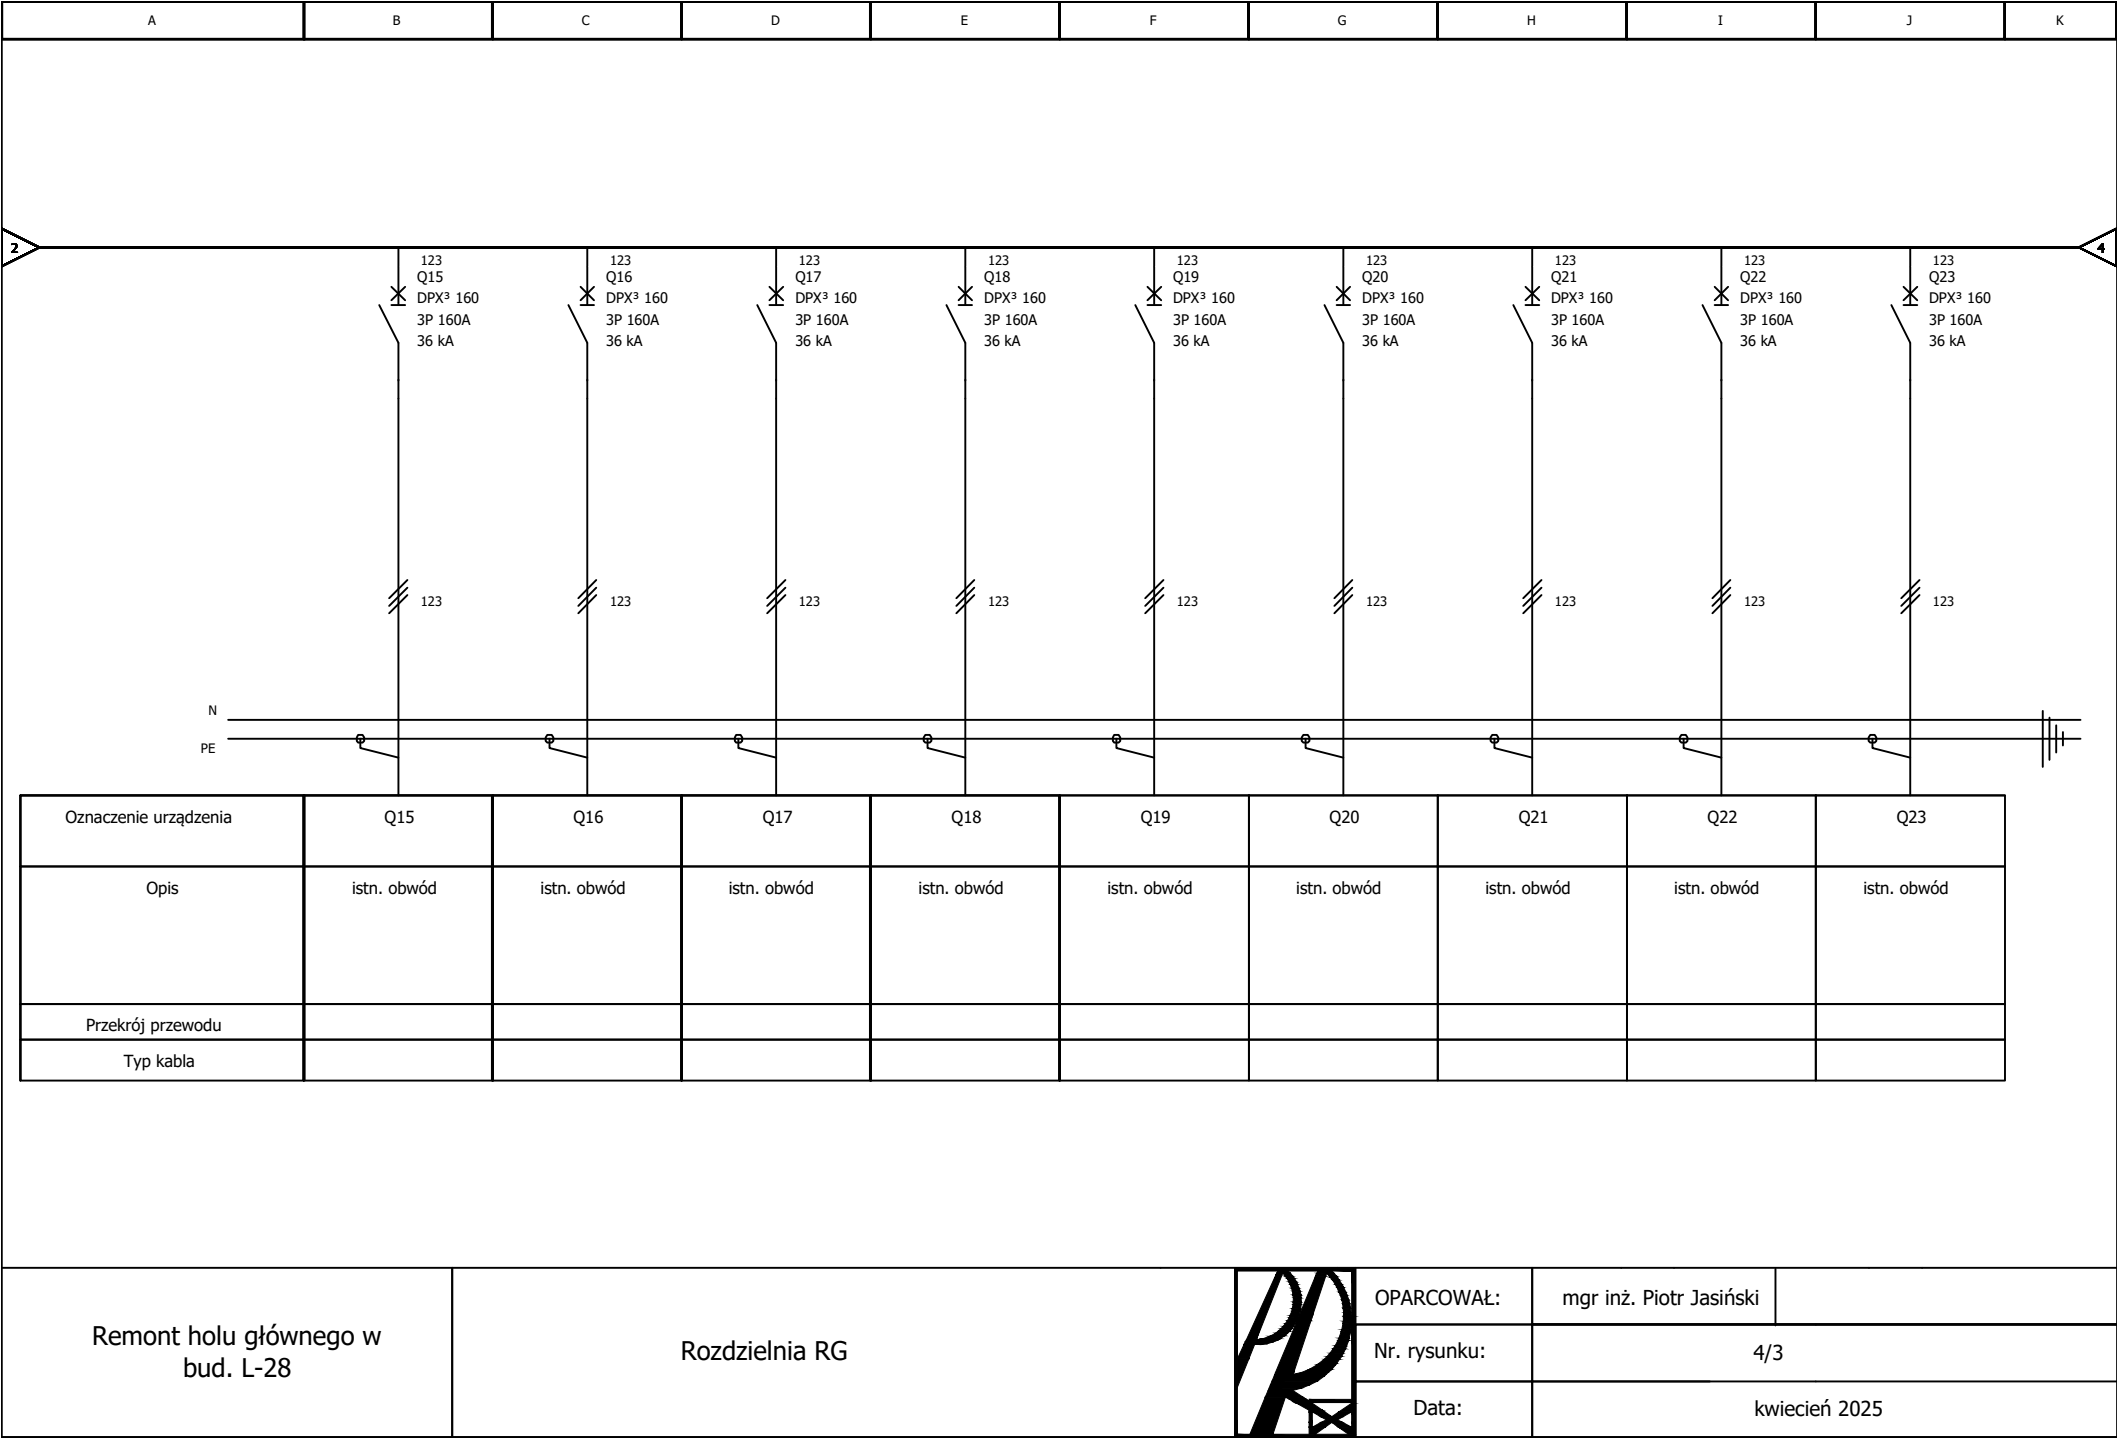 A B C D E F G H I J K
2 4
123 123 123 123 123 123 123 123 123
Q15 Q16 Q17 Q18 Q19 Q20 Q21 Q22 Q23
DPX³ 160 DPX³ 160 DPX³ 160 DPX³ 160 DPX³ 160 DPX³ 160 DPX³ 160 DPX³ 160 DPX³ 160
3P 160A 3P 160A 3P 160A 3P 160A 3P 160A 3P 160A 3P 160A 3P 160A 3P 160A
36 kA 36 kA 36 kA 36 kA 36 kA 36 kA 36 kA 36 kA 36 kA
123 123 123 123 123 123 123 123 123
N
PE
Oznaczenie urządzenia Q15 Q16 Q17 Q18 Q19 Q20 Q21 Q22 Q23
Opis istn. obwód istn. obwód istn. obwód istn. obwód istn. obwód istn. obwód istn. obwód istn. obwód istn. obwód
Przekrój przewodu
Typ kabla
Remont holu głównego w
bud. L-28
Rozdzielnia RG
OPARCOWAŁ: mgr inż. Piotr Jasiński
Nr. rysunku: 4/3
Data: kwiecień 2025